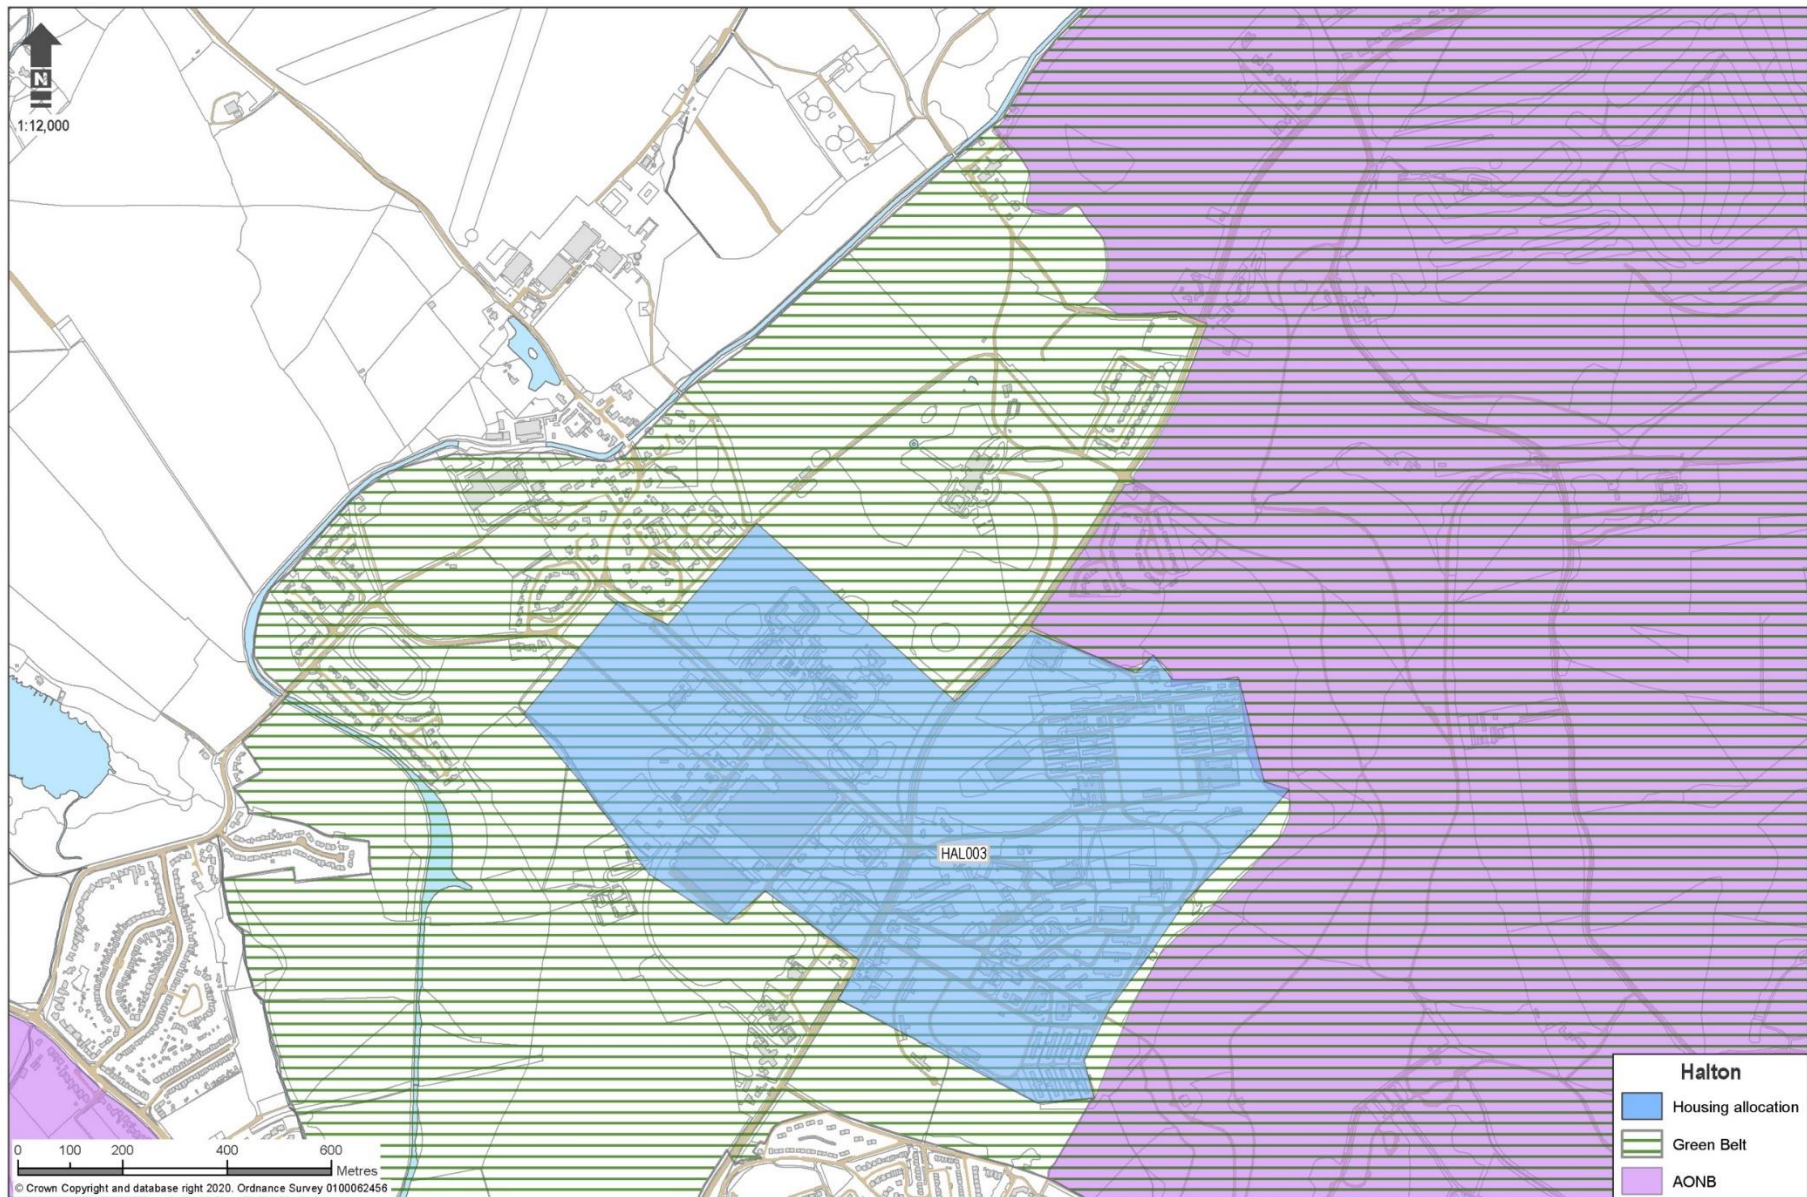 N
1:12,000
HAL003
Halton
Housing allocation
Green Belt
AONB
0 100 200 400 600
Metres
© Crown Copyright and database right 2020. Ordnance Survey 0100062456